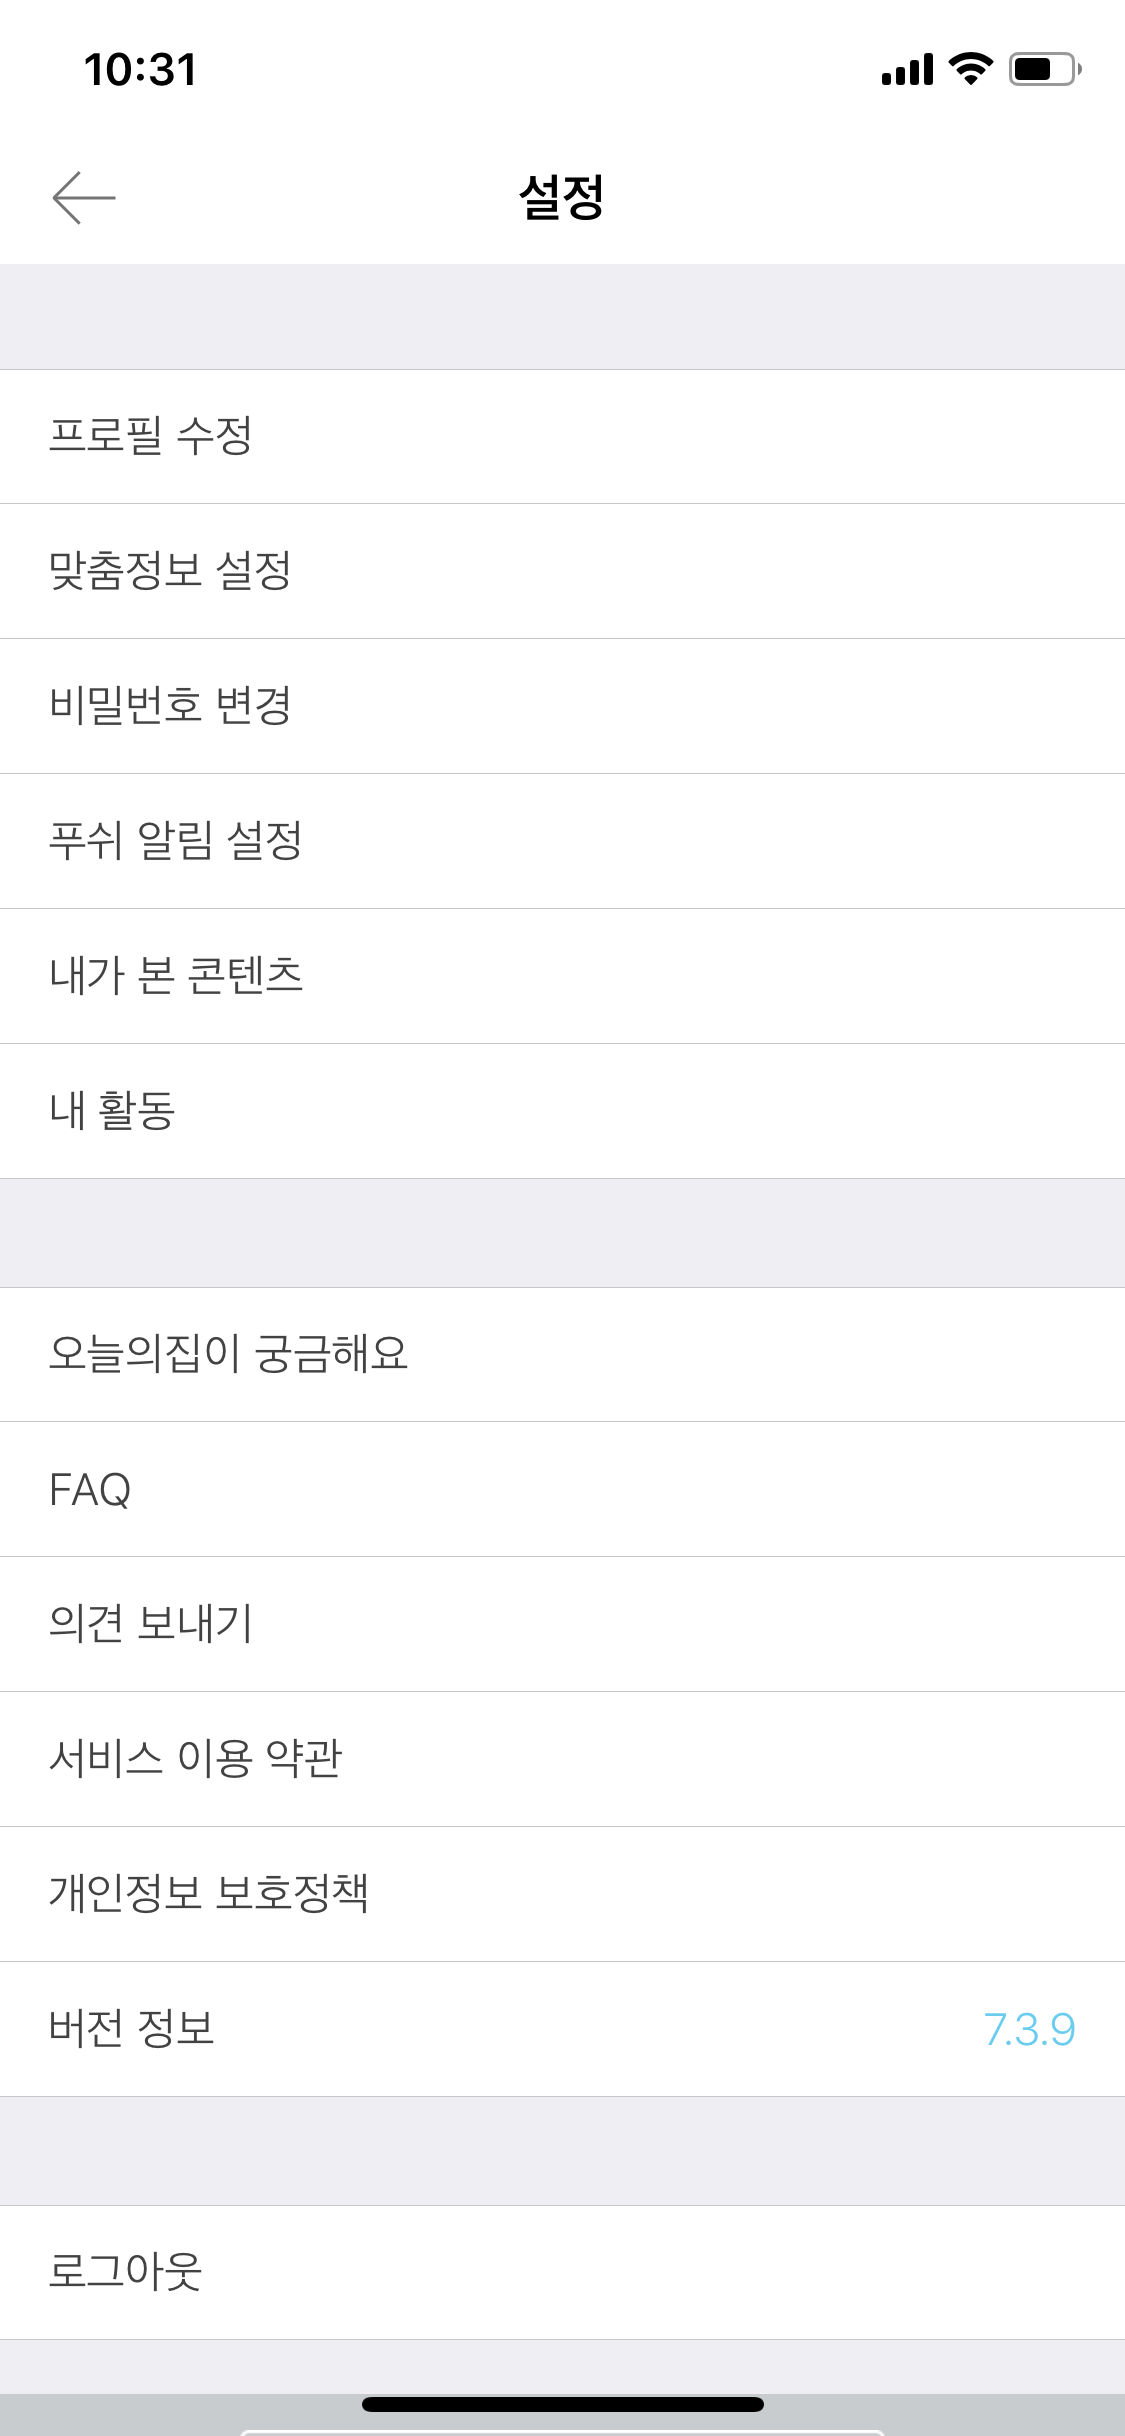 10:31
설정
프로필 수정
맞춤정보 설정
비밀번호 변경
푸쉬 알림 설정
내가 본 콘텐츠
내 활동
오늘의집이 궁금해요
FAQ
의견 보내기
서비스 이용 약관
개인정보 보호정책
버전 정보 7.3.9
로그아웃